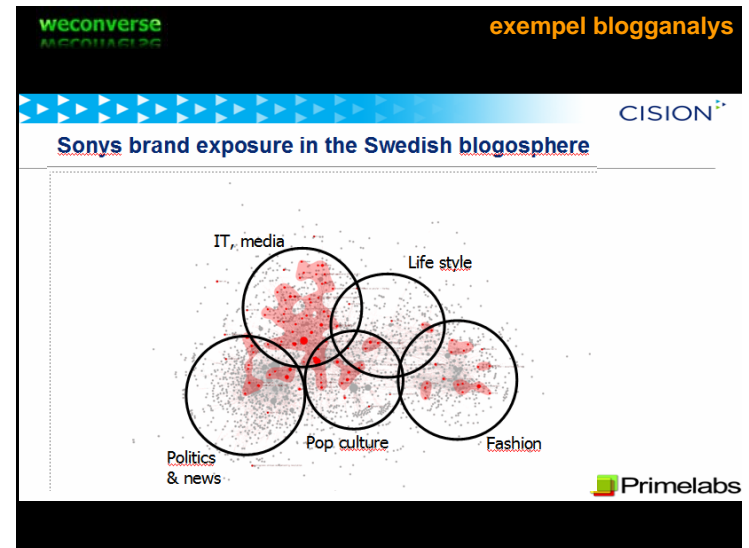 weconverse
exempel blogganalys
CISION
Sonys brand exposure in the Swedish blogosphere
IT, media
Life style
Pop culture
Fashion
Politics
& news
Primelabs